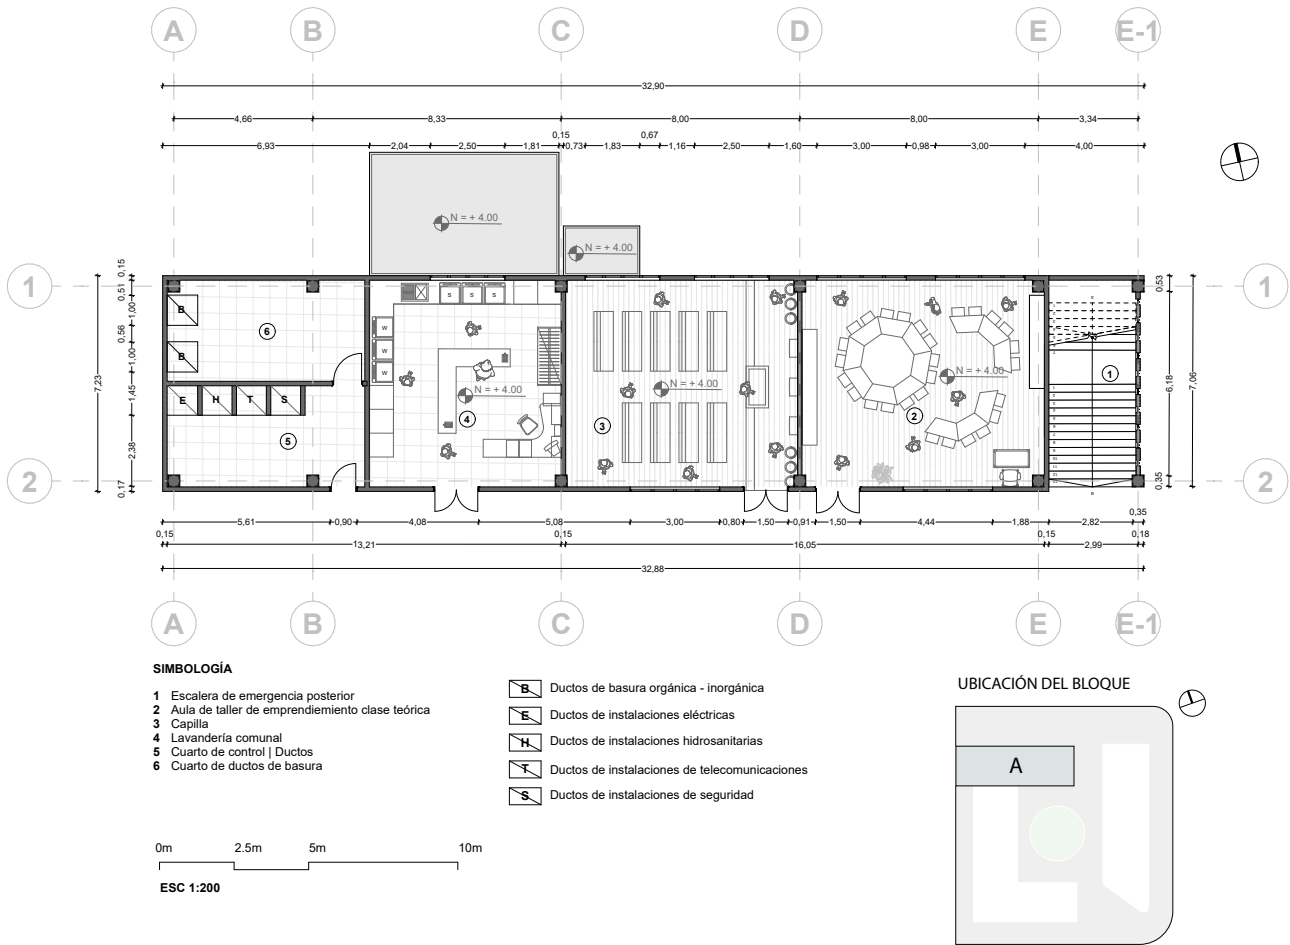 A B C D E E-1
32,90
4,66 8,33 8,00 8,00 3,34
0,15 0,67
6,93 2,04 2,50 1,81 0,73 1,83 1,16 2,50 1,60 3,00 0,98 3,00 4,00
N = + 4.00
N = + 4.00
1 1
2 2
7,23
0,15
0,51
1,00
0,56
1,00
1,45
2,38
0,17
0,53
6,18
7,06
0,35
B
B
6
E H T S
5
S S S
W
W
W
N = + 4.00
4
N = + 4.00
3
N = + 4.00
2
1
0,35
5,61 0,90 4,08 5,08 3,00 0,80 1,50 0,91 1,50 4,44 1,88 2,82
0,15 0,15 0,15 0,18
13,21 16,05 2,99
32,88
A B C D E E-1
SIMBOLOGÍA
1 Escalera de emergencia posterior
2 Aula de taller de emprendiemiento clase teórica
3 Capilla
4 Lavandería comunal
5 Cuarto de control | Ductos
6 Cuarto de ductos de basura
B Ductos de basura orgánica - inorgánica
E Ductos de instalaciones eléctricas
H Ductos de instalaciones hidrosanitarias
T Ductos de instalaciones de telecomunicaciones
S Ductos de instalaciones de seguridad
0m 2.5m 5m 10m
ESC 1:200
UBICACIÓN DEL BLOQUE
A